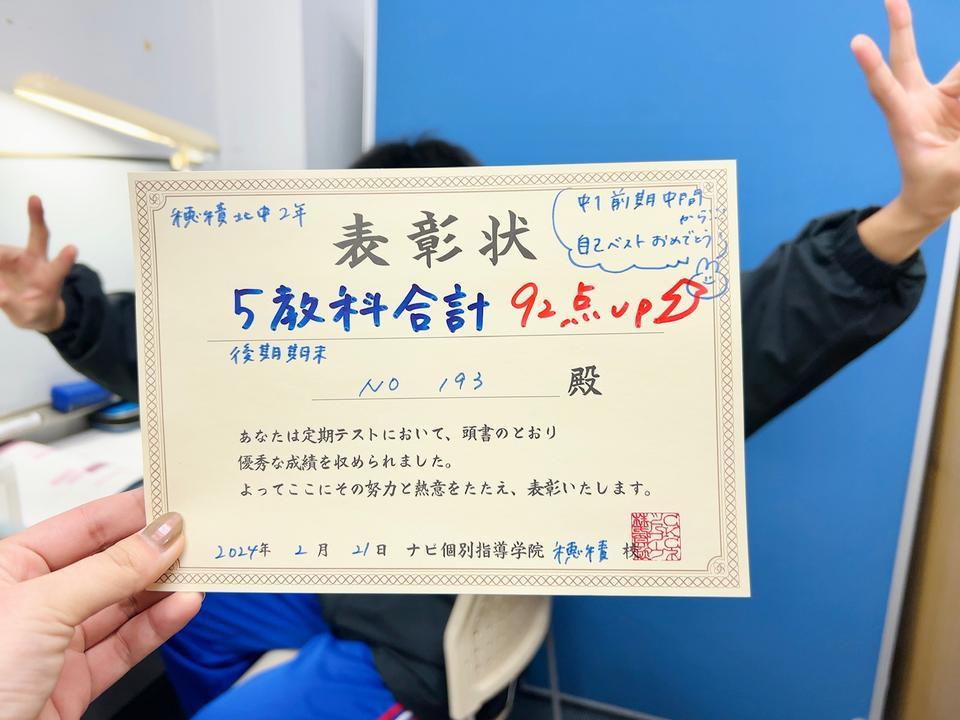 穂積北中2年
表彰状
中1前期中間
から
自己ベストおめでとう
5教科合計 92点UP
後期期末
NO 193 殿
あなたは定期テストにおいて、頭書のとおり
優秀な成績を収められました。
よってここにその努力と熱意をたたえ、表彰いたします。
2024年 2月 21日 ナビ個別指導学院 穂積 校